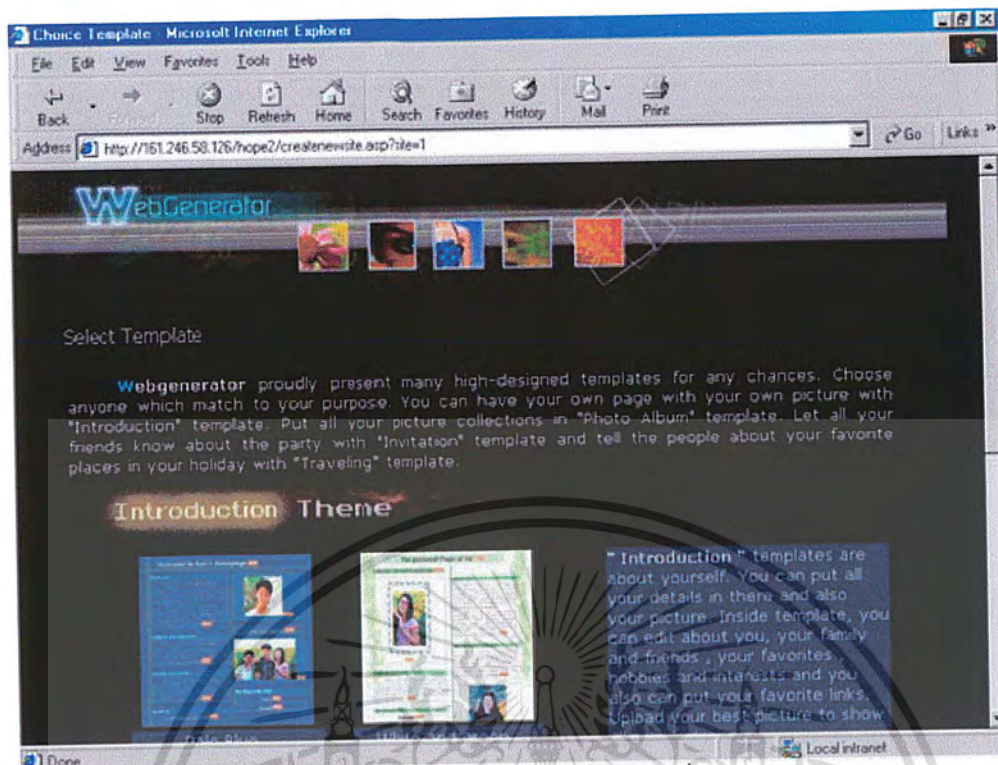 Choice Template - Microsoft Internet Explorer
File Edit View Favorites Tools Help
Back Stop Refresh Home Search Favorites History Mail Print
Address http://161.246.58.126/hope2/createnewsite.asp?site=1 Go Links »
WebGenerator
Select Template
Webgenerator proudly present many high-designed templates for any chances. Choose
anyone which match to your purpose. You can have your own page with your own picture with
"Introduction" template. Put all your picture collections in "Photo Album" template. Let all your
friends know about the party with "Invitation" template and tell the people about your favorite
places in your holiday with "Traveling" template.
Introduction Theme
" Introduction " templates are
about yourself. You can put all
your details in there and also
your picture. Inside template, you
can edit about you, your family
and friends , your favorites ,
hobbies and interests and you
also can put your favorite links.
Upload your best picture to show
Done Local intranet